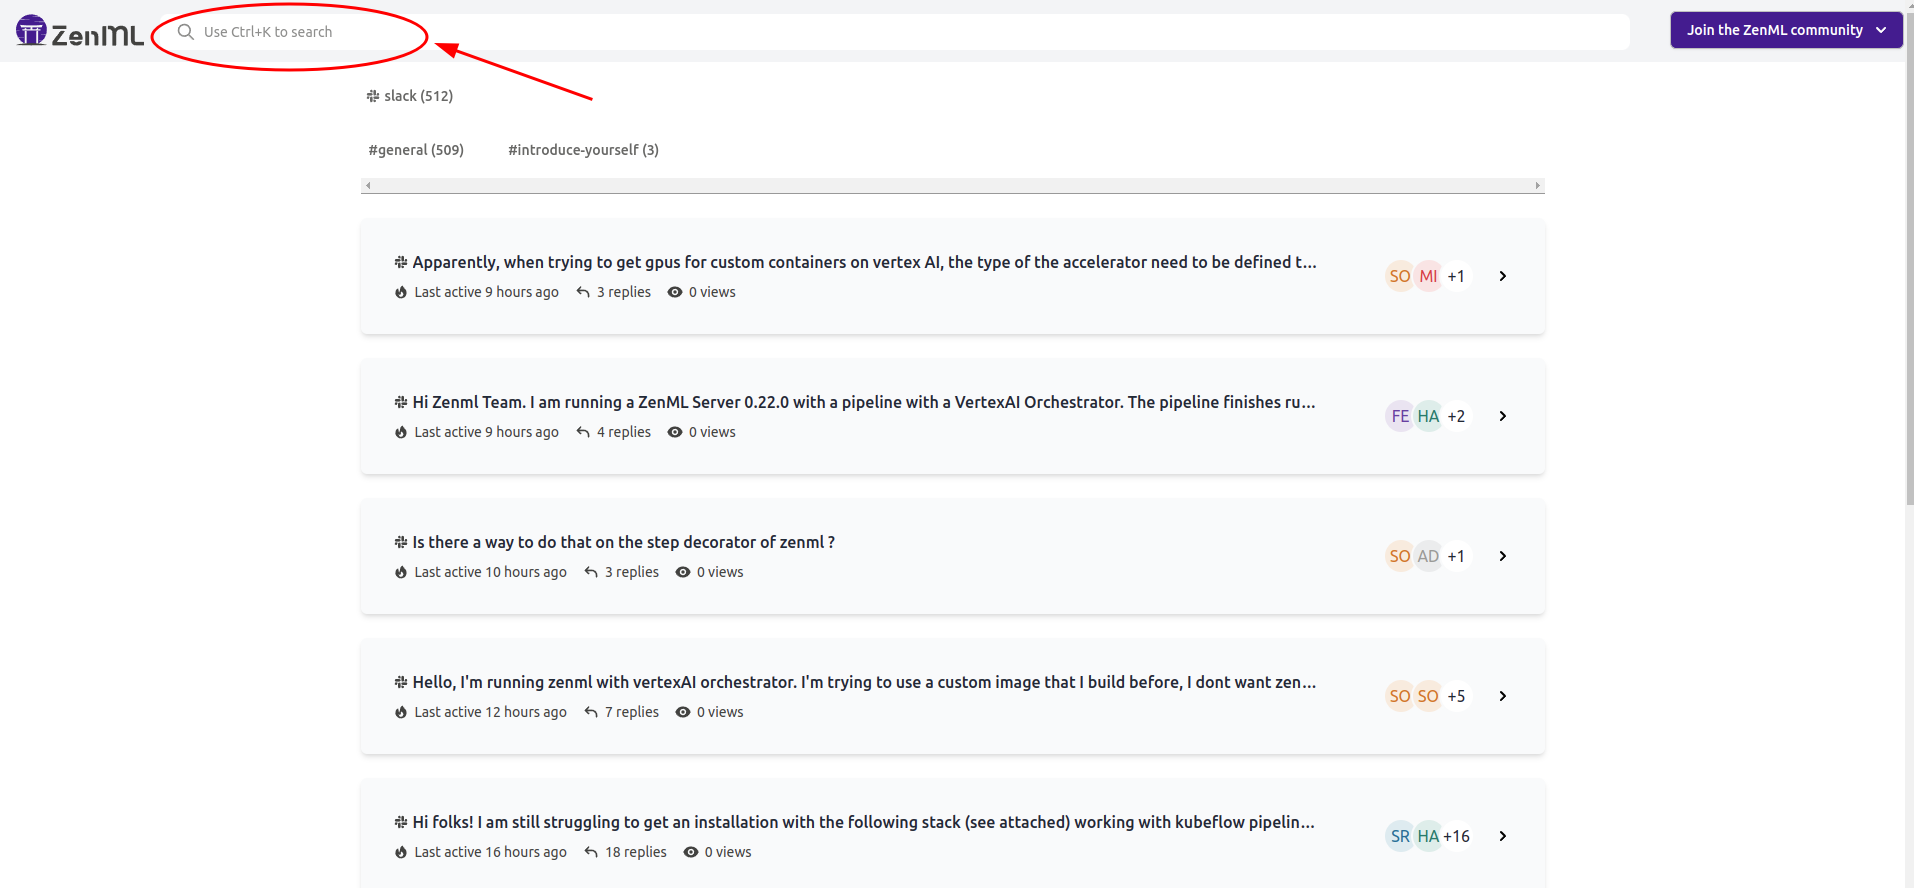 ZenML
Use Ctrl+K to search
Join the ZenML community
slack (512)
#general (509) #introduce-yourself (3)
Apparently, when trying to get gpus for custom containers on vertex AI, the type of the accelerator need to be defined t...
Last active 9 hours ago 3 replies 0 views
SO MI +1
Hi Zenml Team. I am running a ZenML Server 0.22.0 with a pipeline with a VertexAI Orchestrator. The pipeline finishes ru...
Last active 9 hours ago 4 replies 0 views
FE HA +2
Is there a way to do that on the step decorator of zenml ?
Last active 10 hours ago 3 replies 0 views
SO AD +1
Hello, I'm running zenml with vertexAI orchestrator. I'm trying to use a custom image that I build before, I dont want zen...
Last active 12 hours ago 7 replies 0 views
SO SO +5
Hi folks! I am still struggling to get an installation with the following stack (see attached) working with kubeflow pipelin...
Last active 16 hours ago 18 replies 0 views
SR HA +16